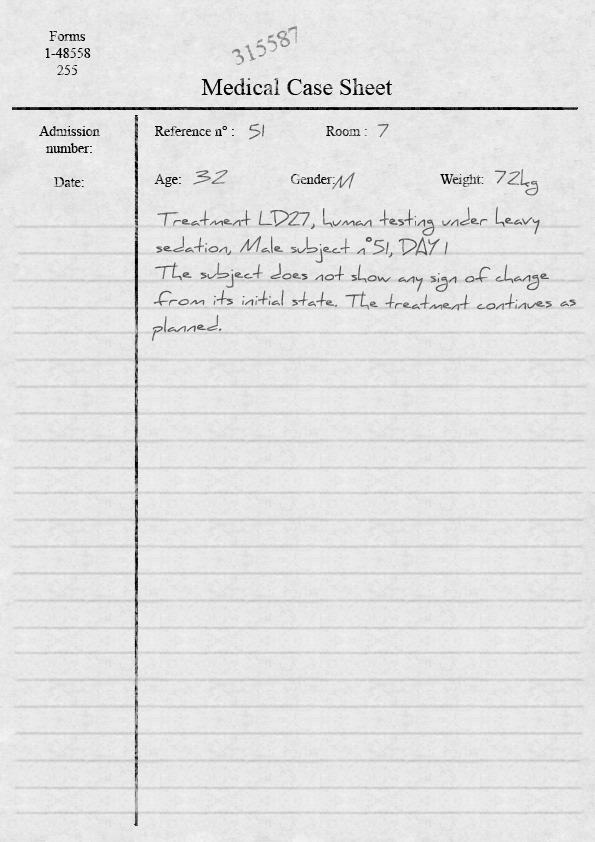 Forms
1-48558
255
315587
Medical Case Sheet
Admission
number:
Date:
Reference n° : 51 Room : 7
Age: 32 Gender: M Weight: 72kg
Treatment LD27, human testing under heavy
sedation, Male subject n°51, DAY 1
The subject does not show any sign of change
from its initial state. The treatment continues as
planned.